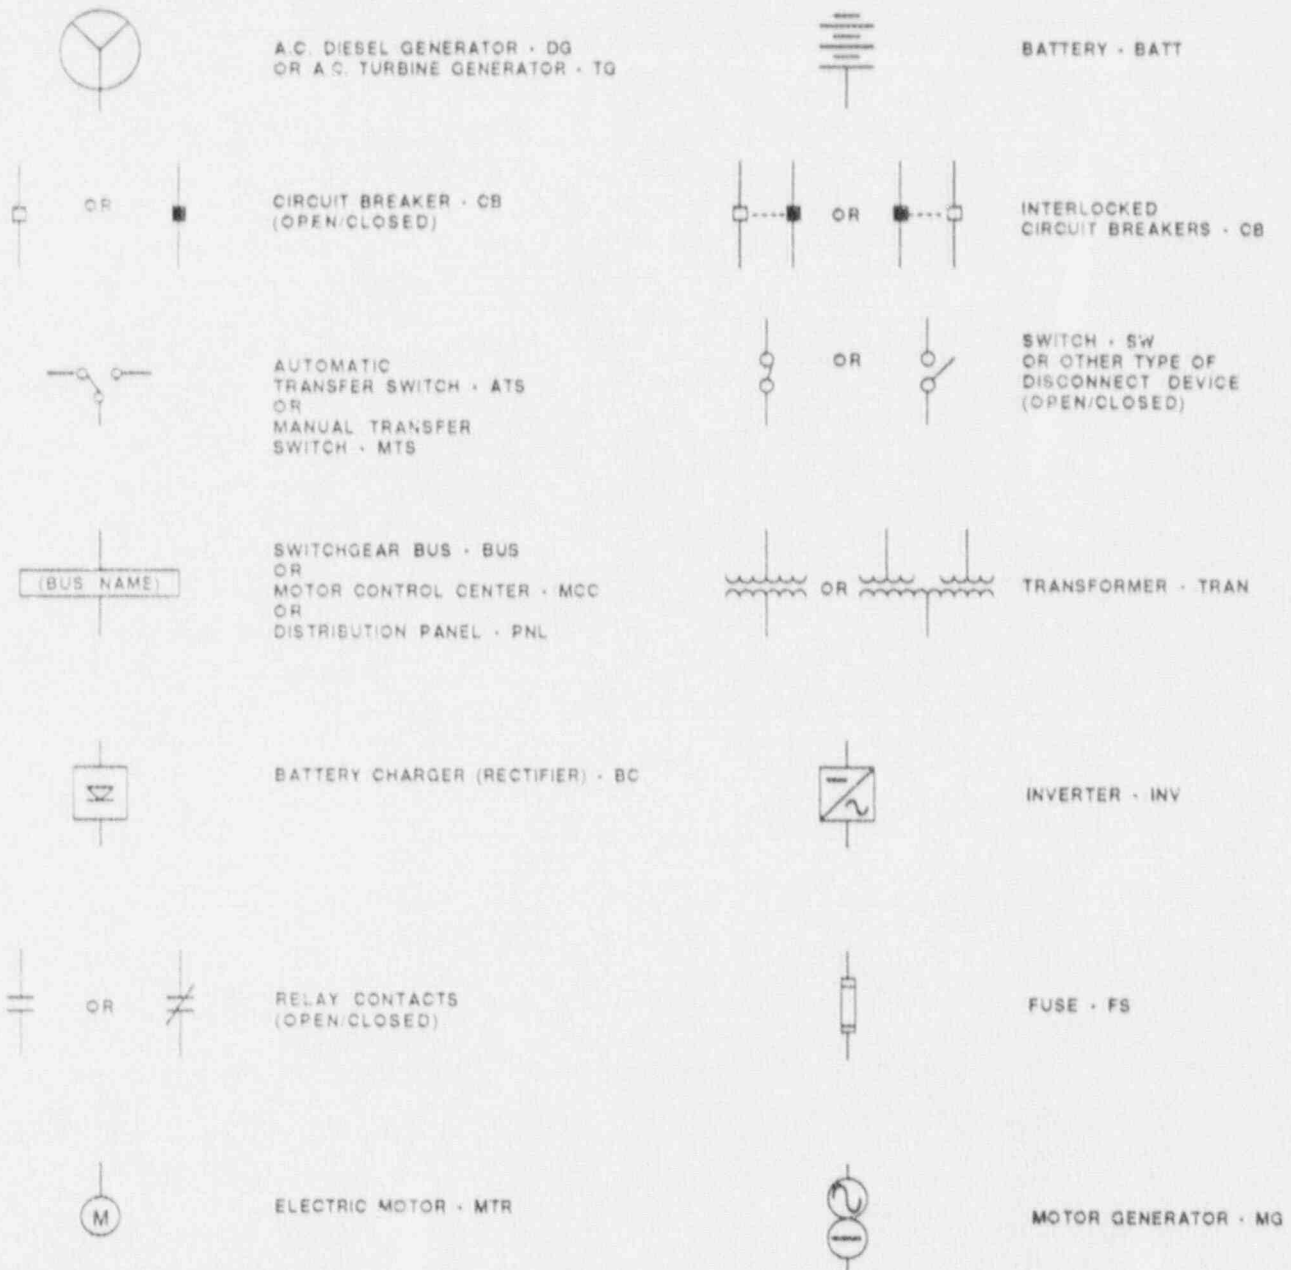 A.C. DIESEL GENERATOR - DG
OR A.C. TURBINE GENERATOR - TG
BATTERY - BATT
OR
CIRCUIT BREAKER - CB
(OPEN/CLOSED)
OR
INTERLOCKED
CIRCUIT BREAKERS - CB
AUTOMATIC
TRANSFER SWITCH - ATS
OR
MANUAL TRANSFER
SWITCH - MTS
OR
SWITCH - SW
OR OTHER TYPE OF
DISCONNECT DEVICE
(OPEN/CLOSED)
(BUS NAME)
SWITCHGEAR BUS - BUS
OR
MOTOR CONTROL CENTER - MCC
OR
DISTRIBUTION PANEL - PNL
OR
TRANSFORMER - TRAN
BATTERY CHARGER (RECTIFIER) - BC
INVERTER - INV
OR
RELAY CONTACTS
(OPEN/CLOSED)
FUSE - FS
M
ELECTRIC MOTOR - MTR
MOTOR GENERATOR - MG